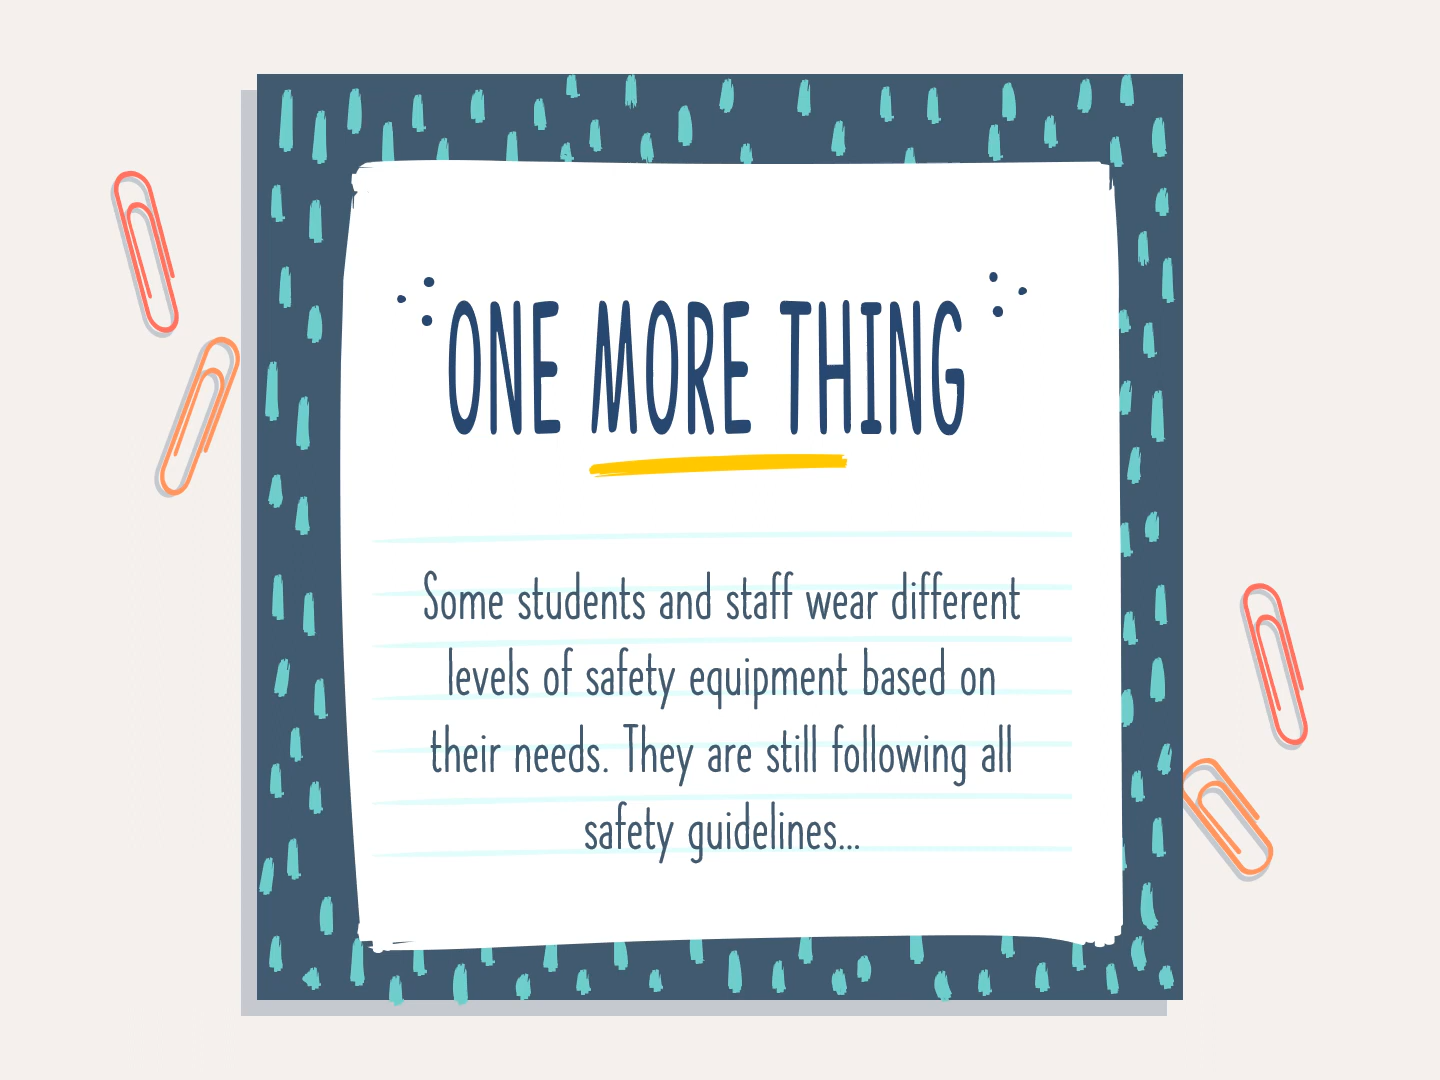 ONE MORE THING
Some students and staff wear different
levels of safety equipment based on
their needs. They are still following all
safety guidelines...